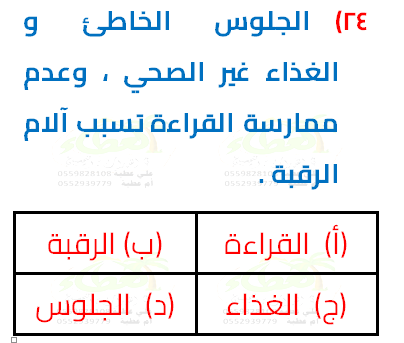 ٢٤) الجلوس الخاطئ و
الغذاء غير الصحي ، وعدم
ممارسة القراءة تسبب آلام
الرقبة .
(أ) القراءة
(ب) الرقبة
(ج) الغذاء
(د) الجلوس